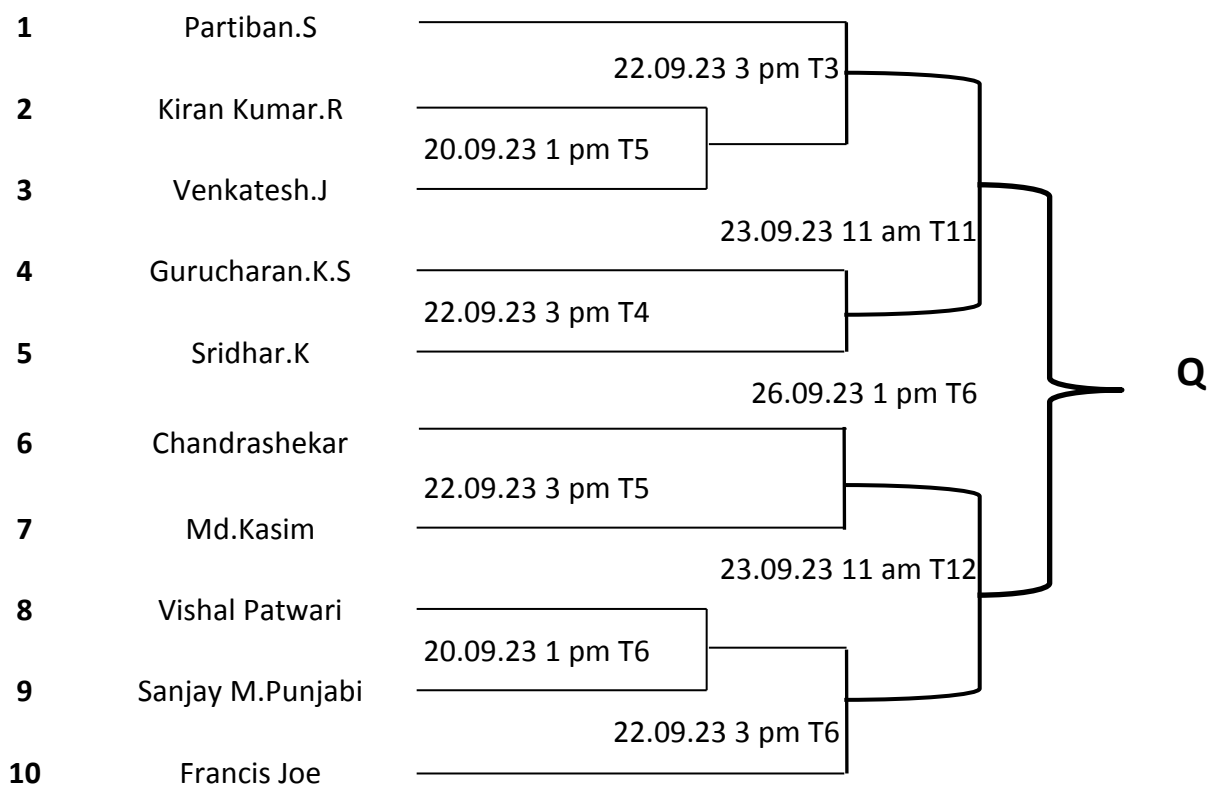 1 Partiban.S
22.09.23 3 pm T3
2 Kiran Kumar.R
20.09.23 1 pm T5
3 Venkatesh.J
23.09.23 11 am T11
4 Gurucharan.K.S
22.09.23 3 pm T4
5 Sridhar.K
Q
26.09.23 1 pm T6
6 Chandrashekar
22.09.23 3 pm T5
7 Md.Kasim
23.09.23 11 am T12
8 Vishal Patwari
20.09.23 1 pm T6
9 Sanjay M.Punjabi
22.09.23 3 pm T6
10 Francis Joe